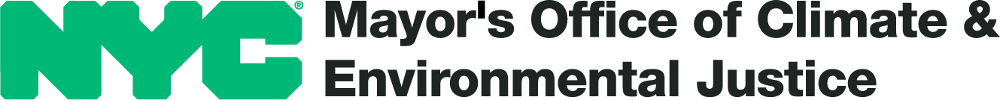 NYC® Mayor's Office of Climate &
Environmental Justice